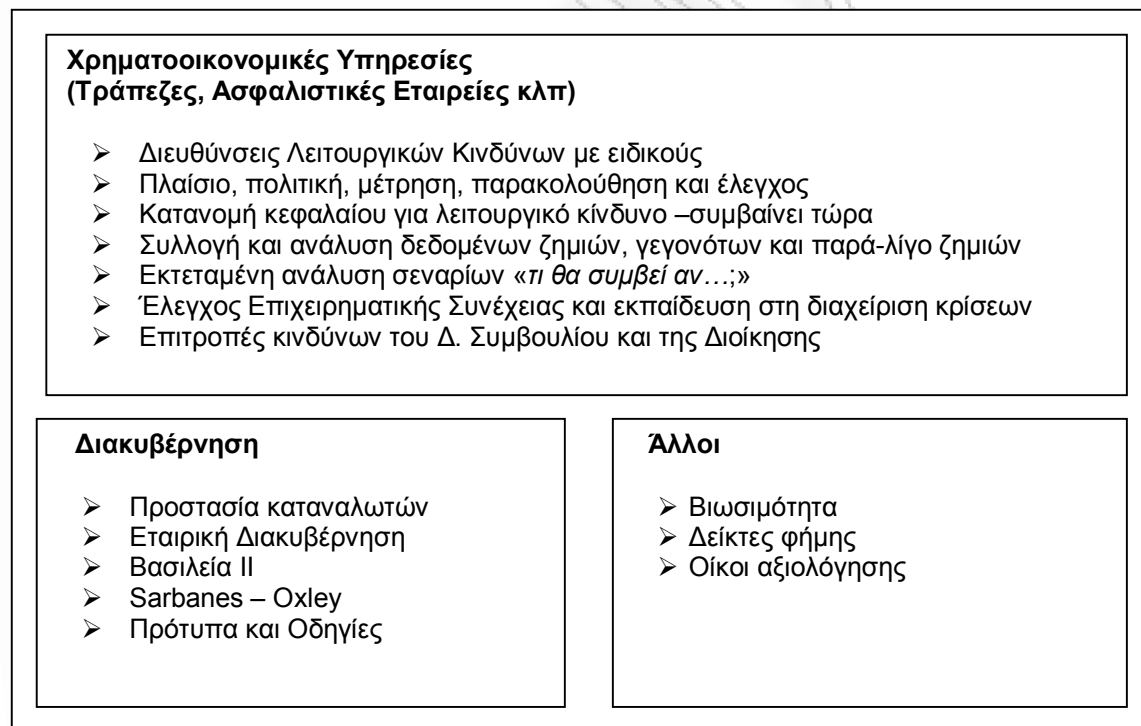 Χρηματοοικονομικές Υπηρεσίες
(Τράπεζες, Ασφαλιστικές Εταιρείες κλπ)
➢ Διευθύνσεις Λειτουργικών Κινδύνων με ειδικούς
➢ Πλαίσιο, πολιτική, μέτρηση, παρακολούθηση και έλεγχος
➢ Κατανομή κεφαλαίου για λειτουργικό κίνδυνο –συμβαίνει τώρα
➢ Συλλογή και ανάλυση δεδομένων ζημιών, γεγονότων και παρά-λίγο ζημιών
➢ Εκτεταμένη ανάλυση σεναρίων «τι θα συμβεί αν…;»
➢ Έλεγχος Επιχειρηματικής Συνέχειας και εκπαίδευση στη διαχείριση κρίσεων
➢ Επιτροπές κινδύνων του Δ. Συμβουλίου και της Διοίκησης
Διακυβέρνηση
➢ Προστασία καταναλωτών
➢ Εταιρική Διακυβέρνηση
➢ Βασιλεία ΙΙ
➢ Sarbanes – Oxley
➢ Πρότυπα και Οδηγίες
Άλλοι
➢ Βιωσιμότητα
➢ Δείκτες φήμης
➢ Οίκοι αξιολόγησης